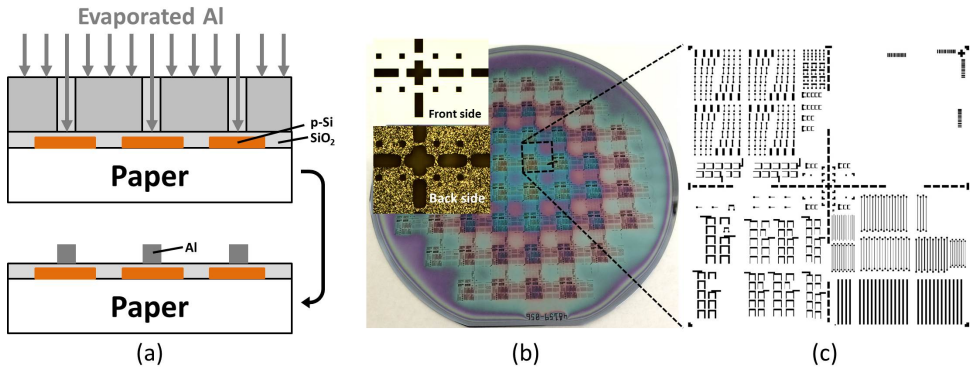 Evaporated Al
p-Si
SiO2
Paper
Al
Paper
(a)
Front side
Back side
(b)
(c)